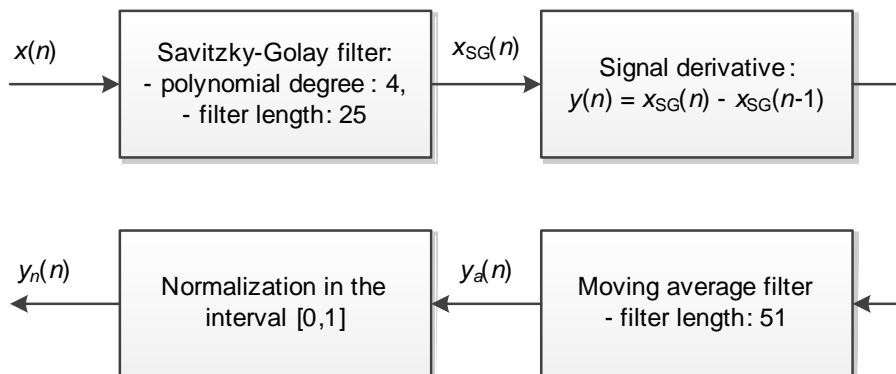 x(n)
Savitzky-Golay filter:
- polynomial degree : 4,
- filter length: 25
xSG(n)
Signal derivative :
y(n) = xSG(n) - xSG(n-1)
yn(n)
Normalization in the
interval [0,1]
ya(n)
Moving average filter
- filter length: 51